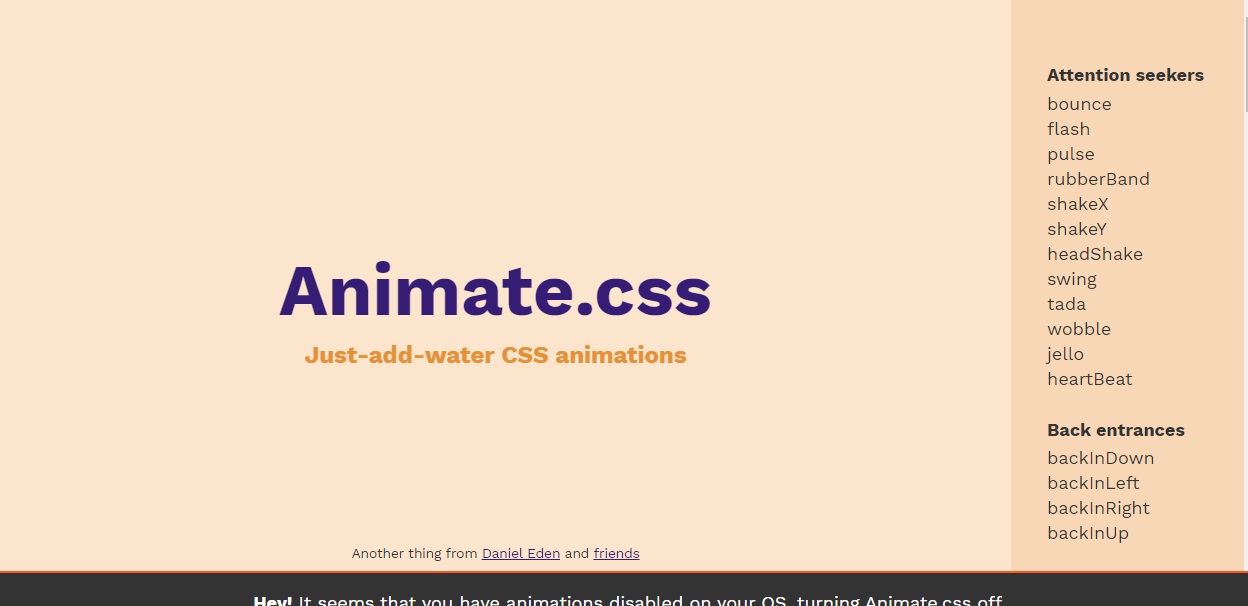 Animate.css
Just-add-water CSS animations
Another thing from Daniel Eden and friends
Attention seekers
bounce
flash
pulse
rubberBand
shakeX
shakeY
headShake
swing
tada
wobble
jello
heartBeat
Back entrances
backInDown
backInLeft
backInRight
backInUp
Hey! It seems that you have animations disabled on your OS, turning Animate.css off